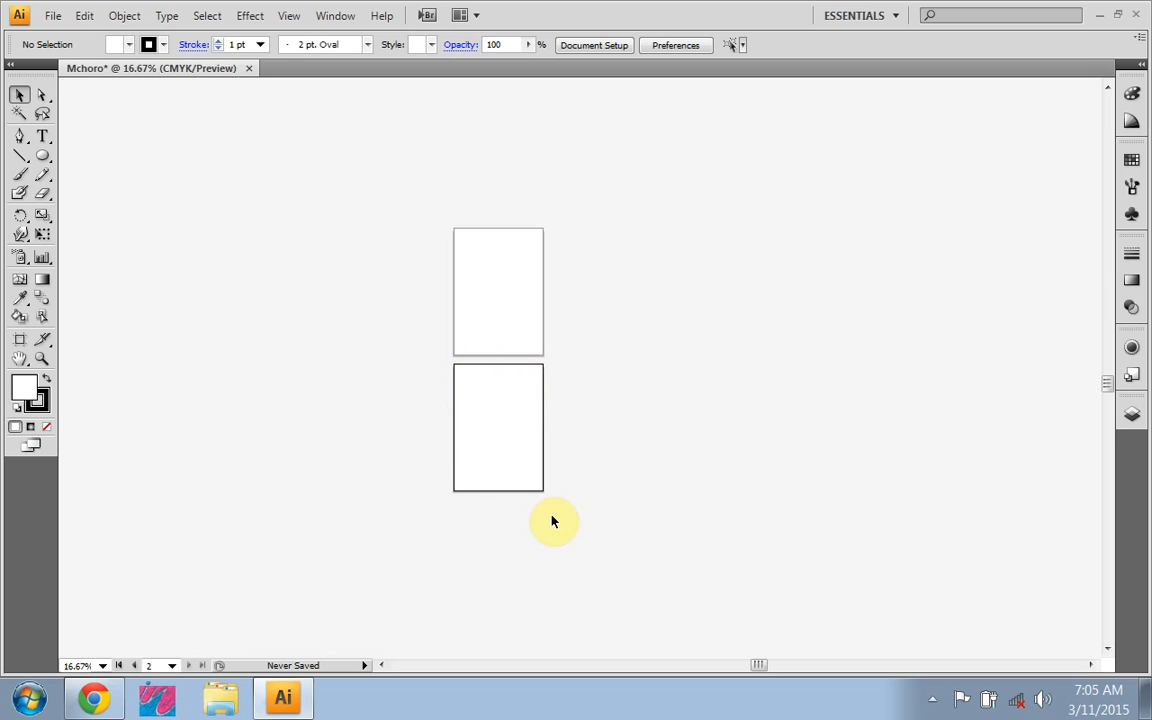 Ai File Edit Object Type Select Effect View Window Help Br ESSENTIALS
No Selection Stroke: 1 pt 2 pt. Oval Style: Opacity: 100 % Document Setup Preferences
Mchoro* @ 16.67% (CMYK/Preview)
T
16.67% 2 Never Saved
Ai
7:05 AM
3/11/2015